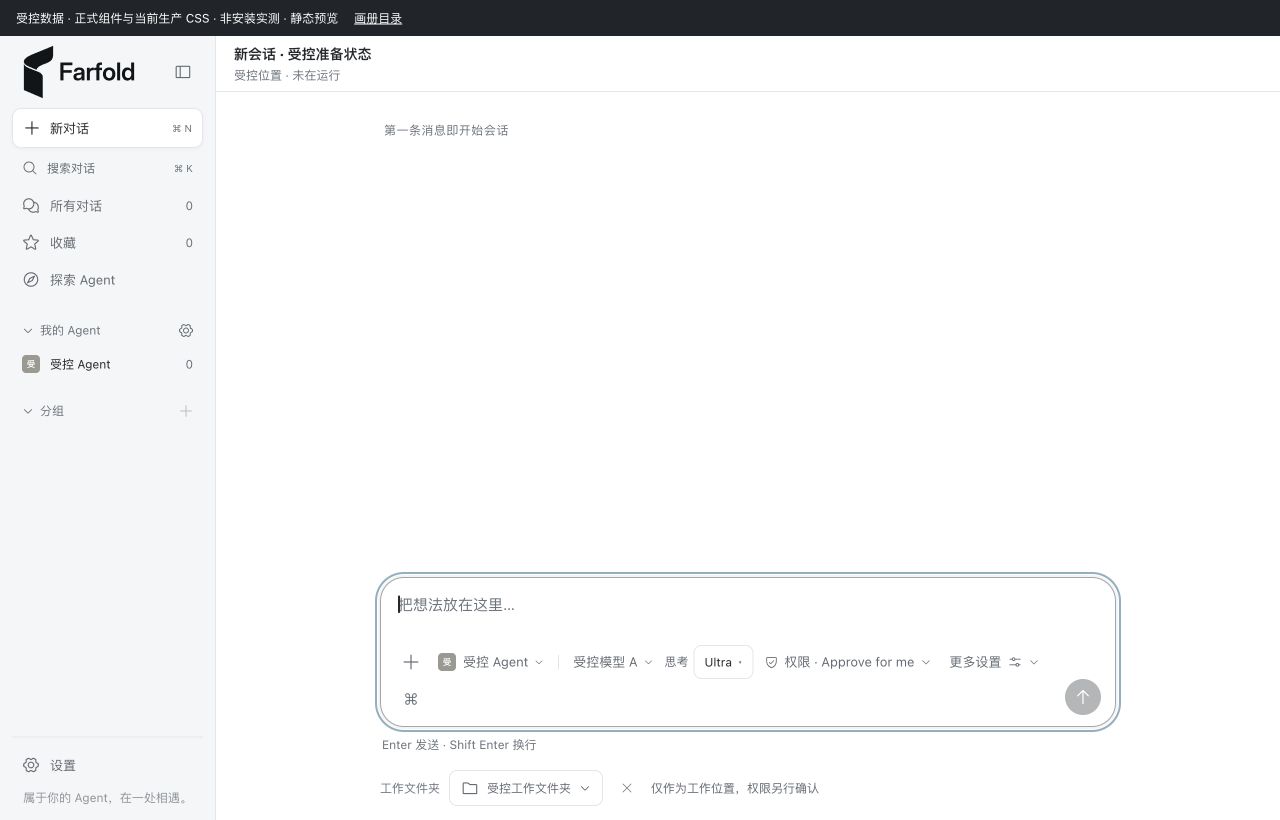 受控数据 · 正式组件与当前生产 CSS · 非安装实测 · 静态预览 画册目录
Farfold
新对话 ⌘ N
搜索对话 ⌘ K
所有对话 0
收藏 0
探索 Agent
我的 Agent
受 受控 Agent 0
分组
设置
属于你的 Agent，在一处相遇。
新会话 · 受控准备状态
受控位置 · 未在运行
第一条消息即开始会话
把想法放在这里...
受 受控 Agent 受控模型 A 思考 Ultra · 权限 · Approve for me 更多设置
⌘
Enter 发送 · Shift Enter 换行
工作文件夹 受控工作文件夹 仅作为工作位置，权限另行确认